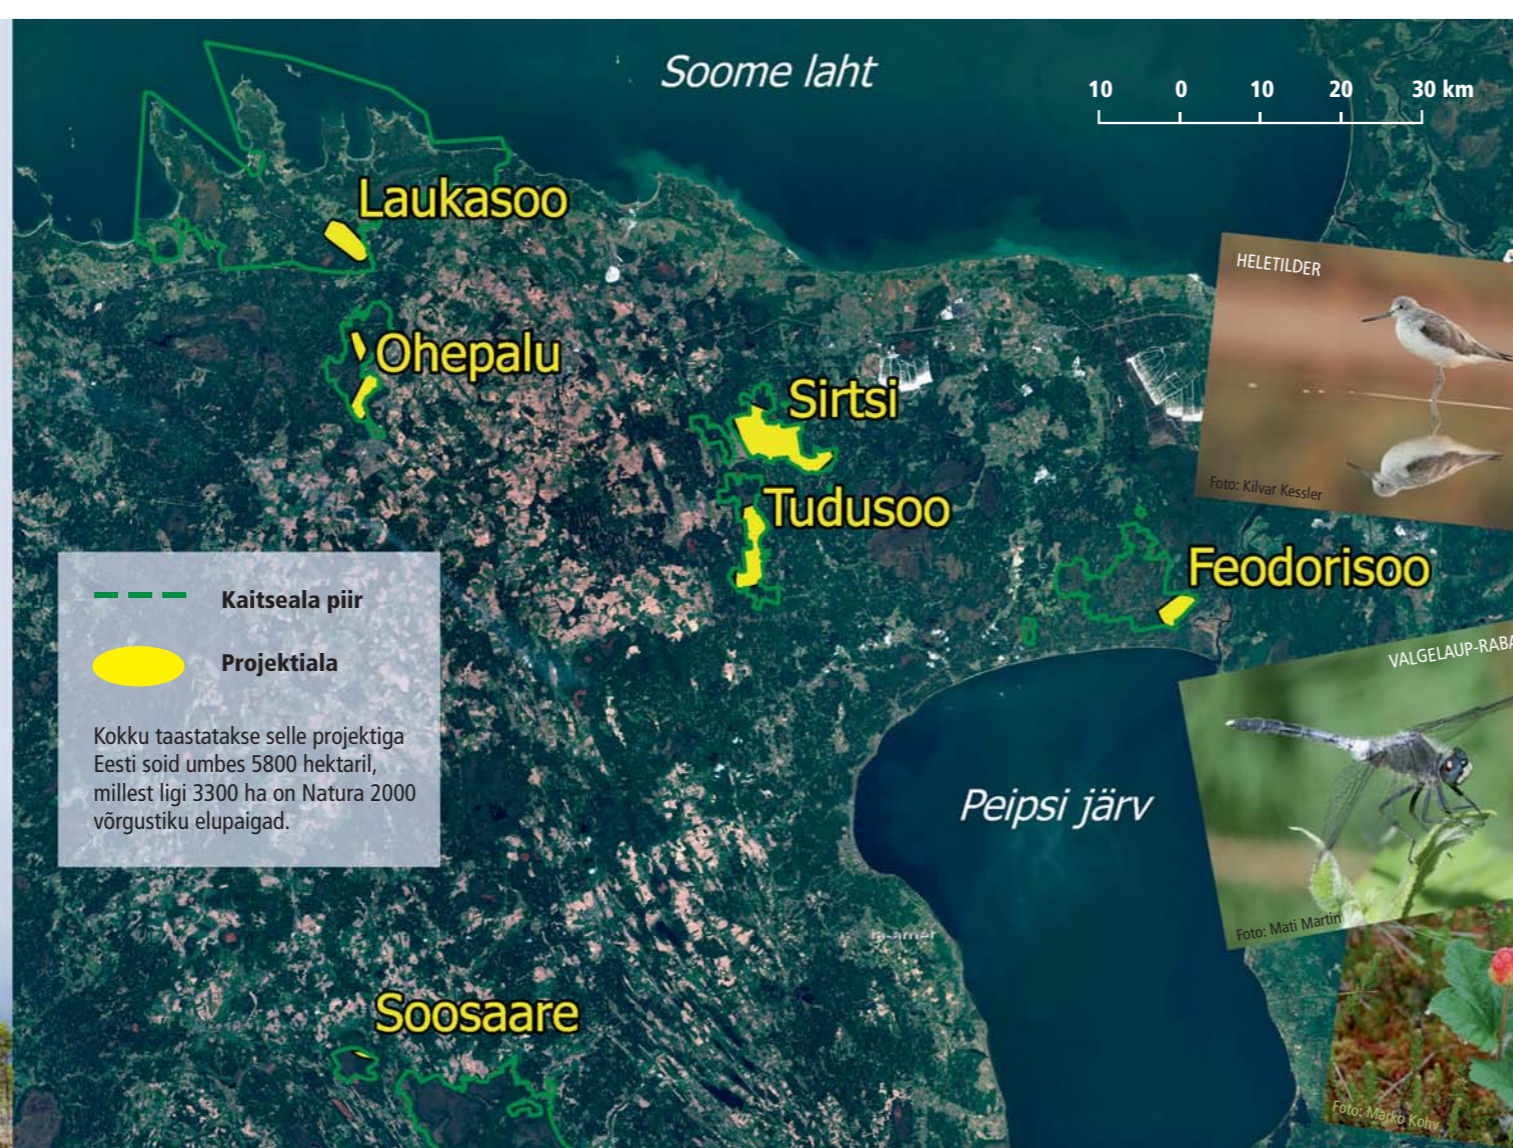 Soome laht
10 0 10 20 30 km
Laukasoo
HELETILDER
Ohepalu
Sirtsi
Foto: Kilvar Kessler
Tudusoo
Feodorisoo
Kaitseala piir
Projektiala
VALGELAUP-RABA
Kokku taastatakse selle projektiga
Eesti soid umbes 5800 hektaril,
millest ligi 3300 ha on Natura 2000
võrgustiku elupaigad.
Peipsi järv
Foto: Mati Martin
Soosaare
Foto: Marko Kohv